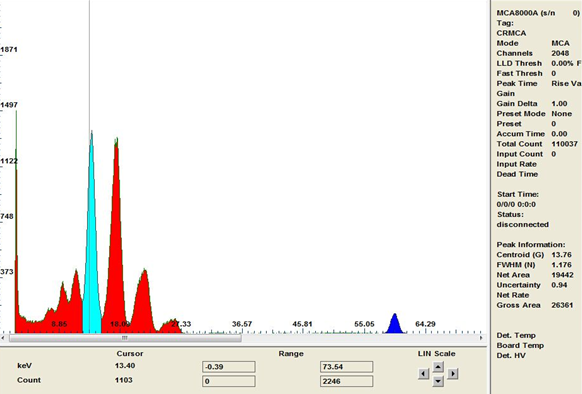 1871
1497
1122
748
373
8.86 18.09 27.33 36.57 45.81 55.05 64.29
Cursor Range LIN Scale
keV 13.40 -0.39 73.54
Count 1103 0 2246
MCA8000A (s/n 0)
Tag:
CRMCA
Mode MCA
Channels 2048
LLD Thresh 0.00% F
Fast Thresh 0
Peak Time Rise Va
Gain
Gain Delta 1.00
Preset Mode None
Preset 0
Accum Time 0.00
Total Count 110037
Input Count 0
Input Rate
Dead Time
Start Time:
0/0/0 0:0:0
Status:
disconnected
Peak Information:
Centroid (G) 13.76
FWHM (N) 1.176
Net Area 19442
Uncertainty 0.94
Net Rate
Gross Area 26361
Det. Temp
Board Temp
Det. HV